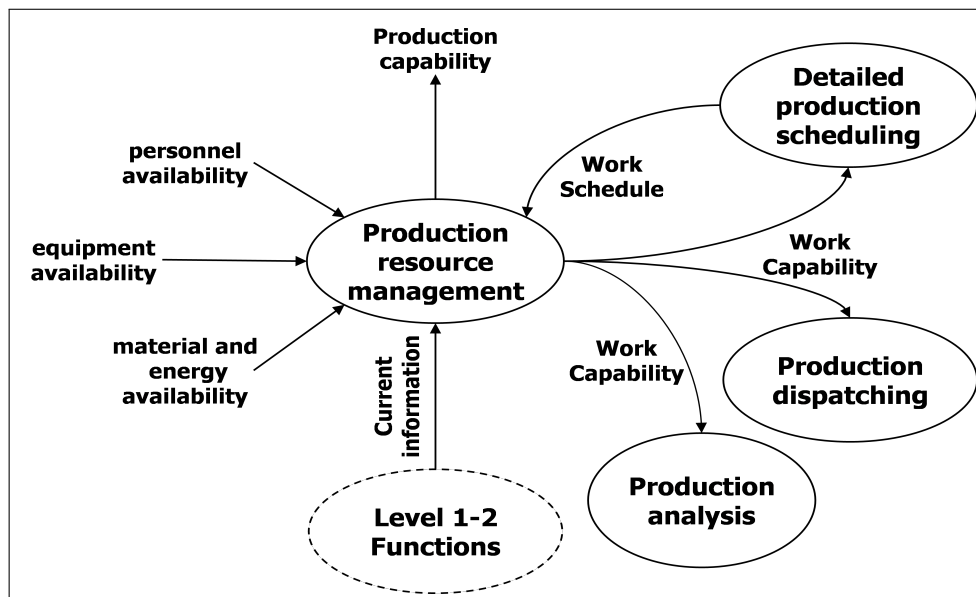 Production
capability
Detailed
production
scheduling
personnel
availability
Work
Schedule
equipment
availability
Production
resource
management
Work
Capability
material and
energy
availability
Current
information
Work
Capability
Production
dispatching
Production
analysis
Level 1-2
Functions